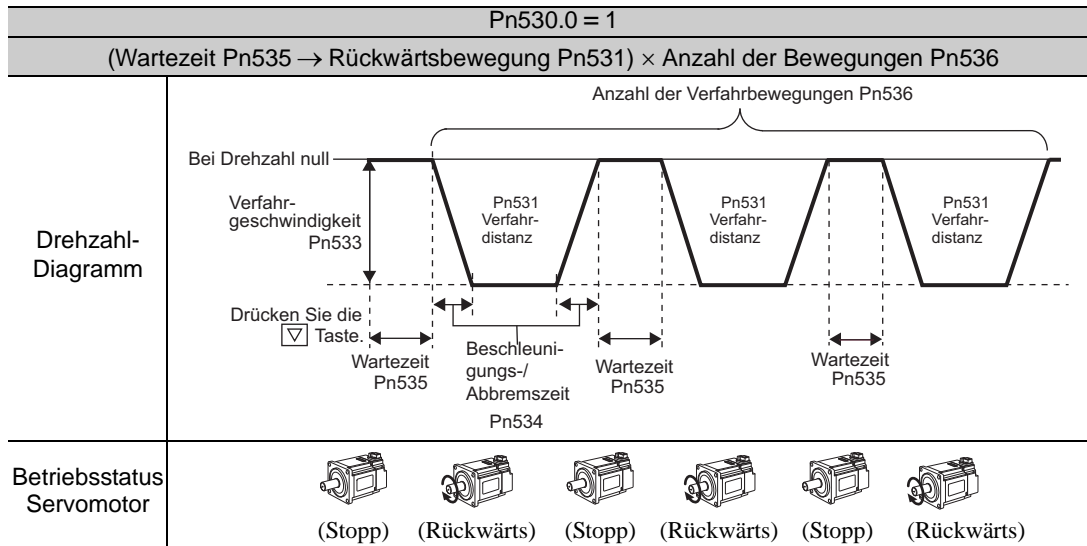 Pn530.0 = 1
(Wartezeit Pn535 → Rückwärtsbewegung Pn531) × Anzahl der Bewegungen Pn536
Drehzahl-
Diagramm
Anzahl der Verfahrbewegungen Pn536
Bei Drehzahl null
Verfahr-
geschwindigkeit
Pn533
Pn531
Verfahr-
distanz
Pn531
Verfahr-
distanz
Pn531
Verfahr-
distanz
Drücken Sie die
▽ Taste.
Wartezeit
Pn535
Beschleuni-
gungs-/
Abbremszeit
Pn534
Wartezeit
Pn535
Wartezeit
Pn535
Betriebsstatus
Servomotor
(Stopp) (Rückwärts) (Stopp) (Rückwärts) (Stopp) (Rückwärts)